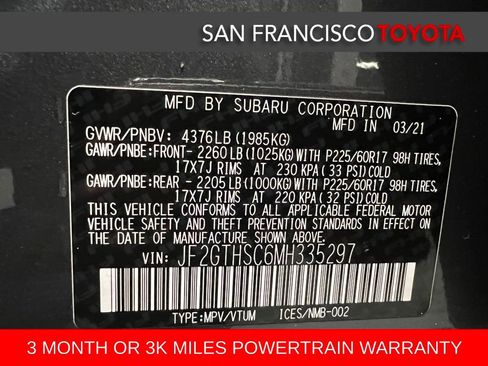 SAN FRANCISCO TOYOTA
MFD BY SUBARU CORPORATION
MFD IN 03/21
GVWR/PNBV: 4376LB(1985KG)
GAWR/PNBE:FRONT- 2260LB(1025KG)WITH P225/60R17 98H TIRES,
17X7J RIMS AT 230 KPA(33 PSI)COLD
GAWR/PNBE:REAR - 2205LB(1000KG)WITH P225/60R17 98H TIRES,
17X7J RIMS AT 220 KPA(32 PSI)COLD
THIS VEHICLE CONFORMS TO ALL APPLICABLE FEDERAL MOTOR
VEHICLE SAFETY AND THEFT PREVENTION STANDARDS IN EFFECT ON
THE DATE OF MANUFACTURE SHOWN ABOVE.
VIN: JF2GTHSC6MH335297
TYPE:MPV/VTUM ICES/NMB-002
3 MONTH OR 3K MILES POWERTRAIN WARRANTY